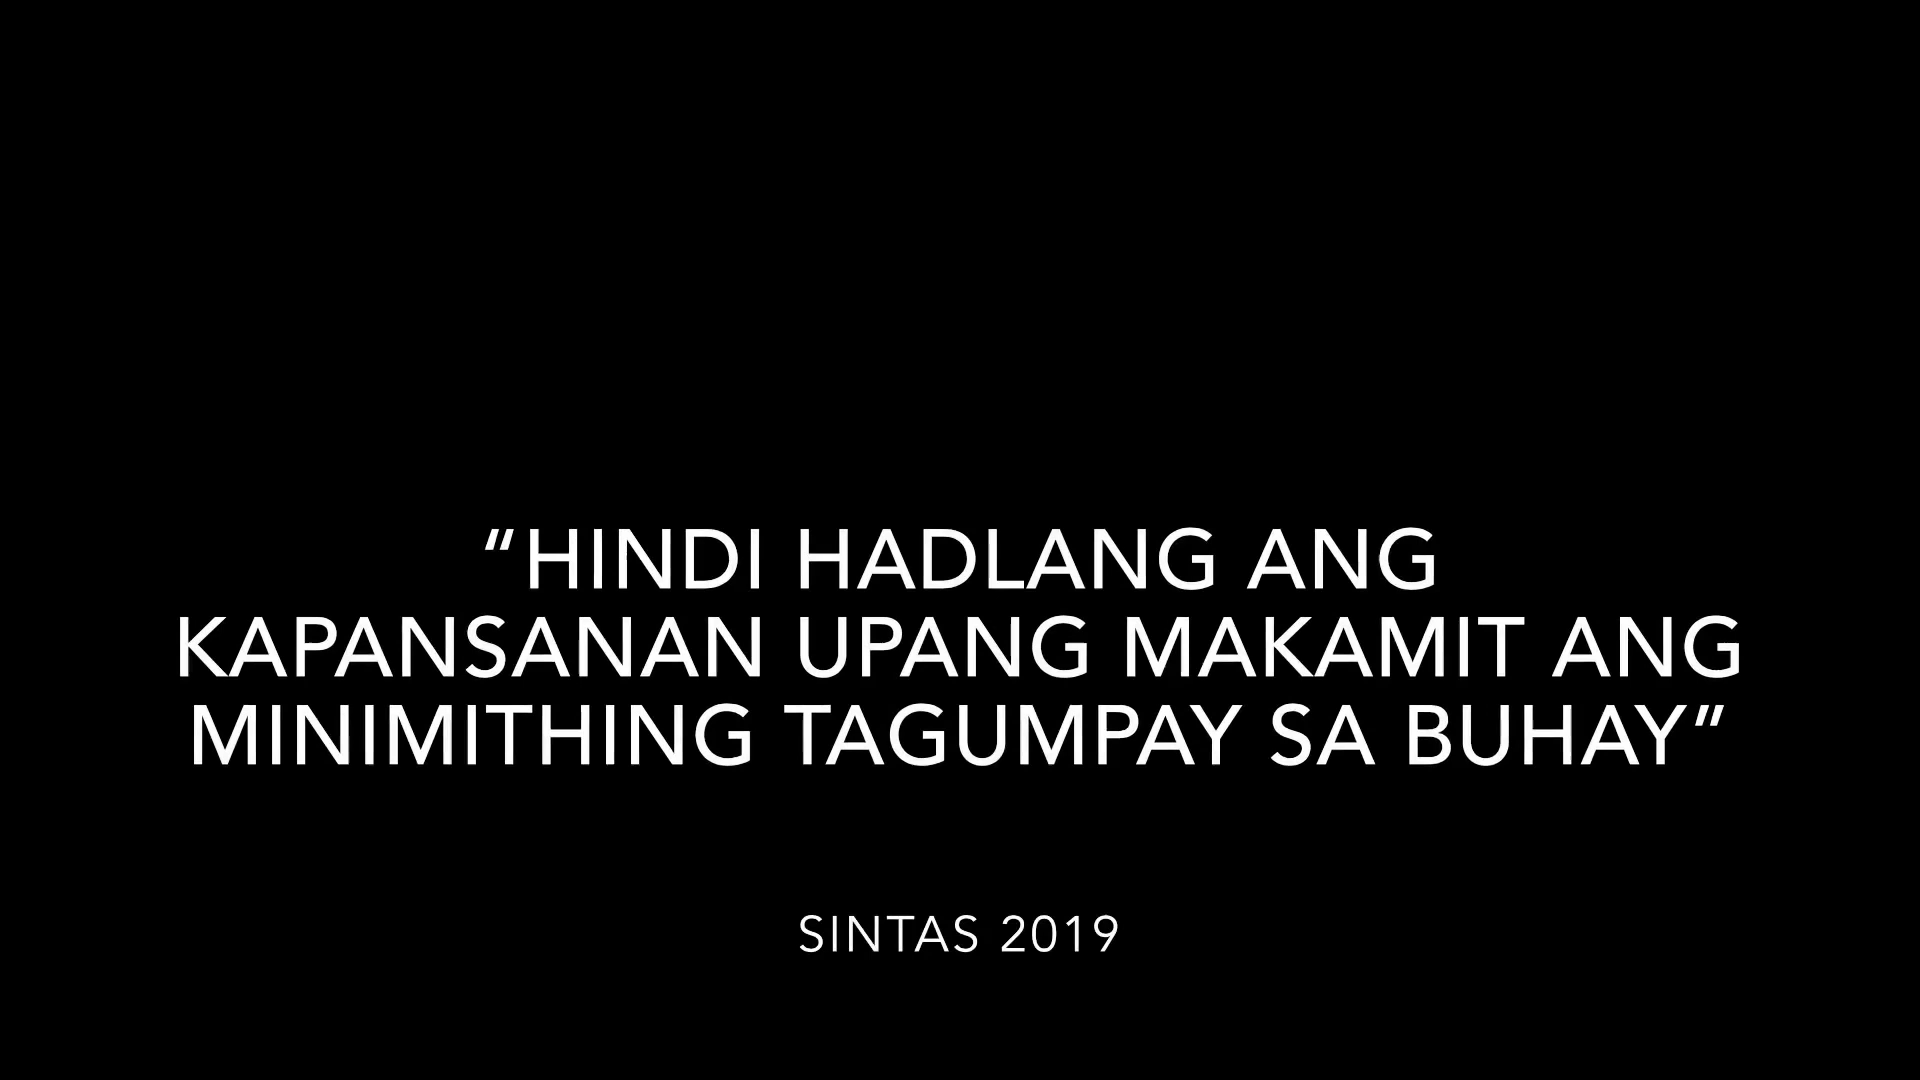 “HINDI HADLANG ANG
KAPANSANAN UPANG MAKAMIT ANG
MINIMITHING TAGUMPAY SA BUHAY”
SINTAS 2019